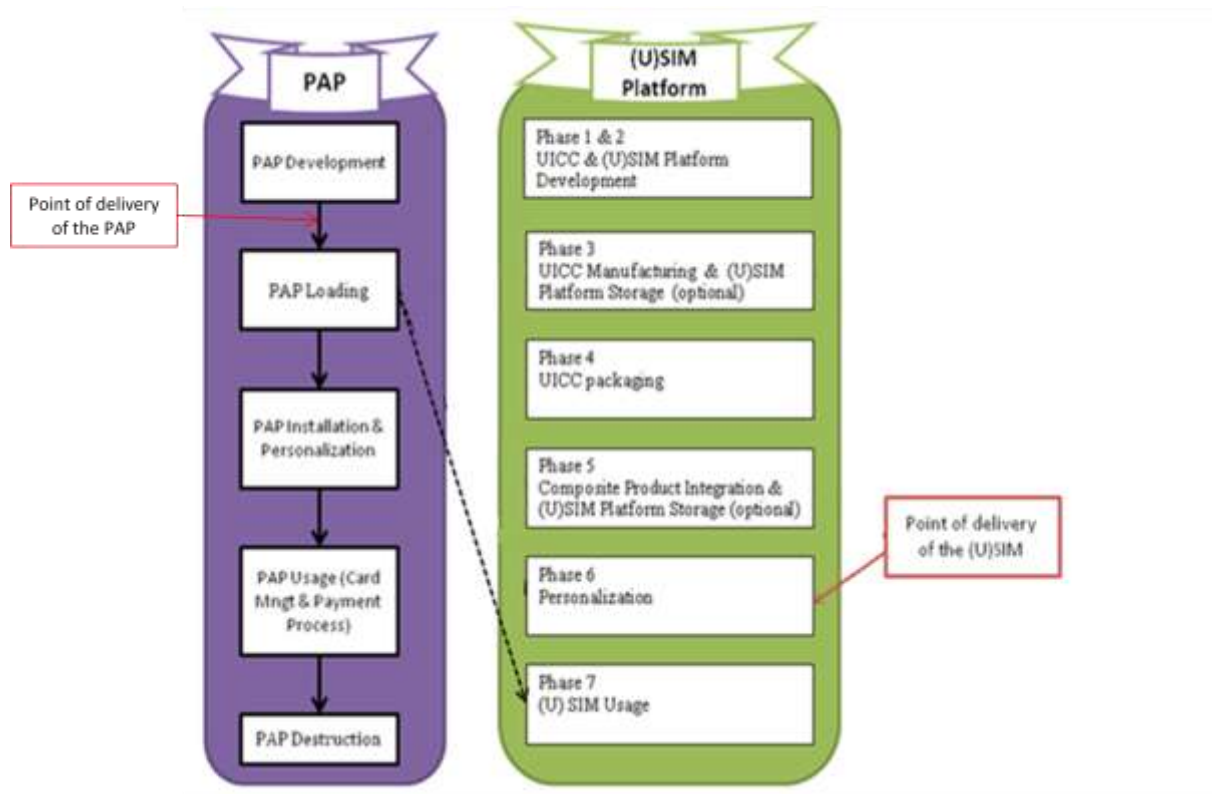 PAP
PAP Development
Point of delivery
of the PAP
PAP Loading
PAP Installation &
Personalization
PAP Usage (Card
Mngt & Payment
Process)
PAP Destruction
(U)SIM
Platform
Phase 1 & 2
UICC & (U)SIM Platform
Development
Phase 3
UICC Manufacturing & (U)SIM
Platform Storage (optional)
Phase 4
UICC packaging
Phase 5
Composite Product Integration &
(U)SIM Platform Storage (optional)
Phase 6
Personalization
Point of delivery
of the (U)SIM
Phase 7
(U) SIM Usage